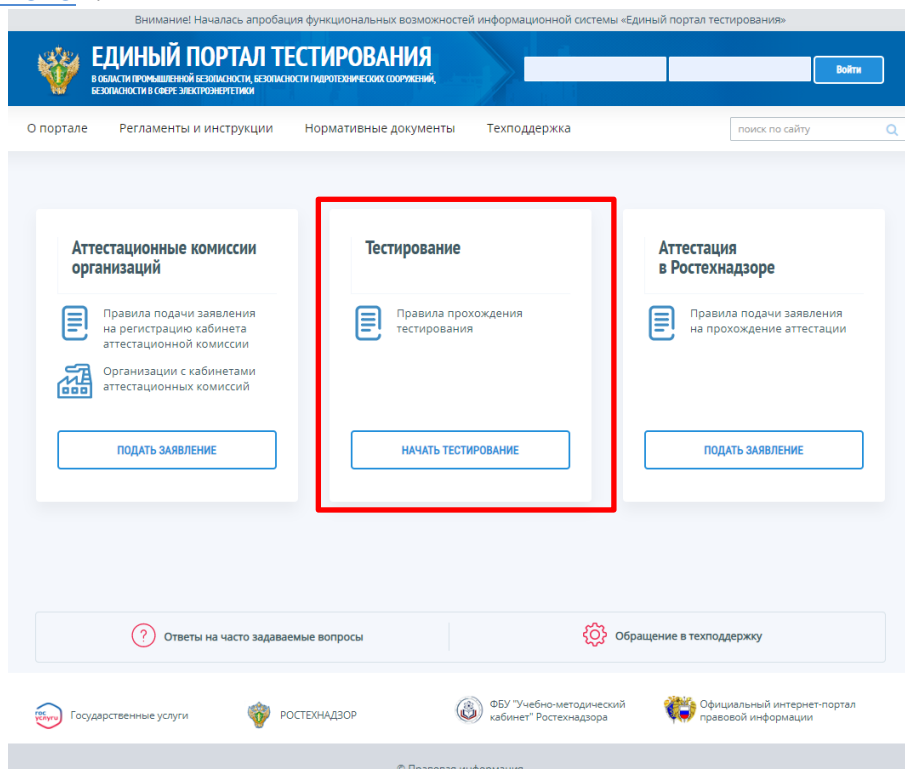 Внимание! Началась апробация функциональных возможностей информационной системы «Единый портал тестирования»
ЕДИНЫЙ ПОРТАЛ ТЕСТИРОВАНИЯ
В ОБЛАСТИ ПРОМЫШЛЕННОЙ БЕЗОПАСНОСТИ, БЕЗОПАСНОСТИ ГИДРОТЕХНИЧЕСКИХ СООРУЖЕНИЙ,
БЕЗОПАСНОСТИ В СФЕРЕ ЭЛЕКТРОЭНЕРГЕТИКИ
Войти
О портале
Регламенты и инструкции
Нормативные документы
Техподдержка
поиск по сайту
Аттестационные комиссии
организаций
Правила подачи заявления
на регистрацию кабинета
аттестационной комиссии
Организации с кабинетами
аттестационных комиссий
ПОДАТЬ ЗАЯВЛЕНИЕ
Тестирование
Правила прохождения
тестирования
НАЧАТЬ ТЕСТИРОВАНИЕ
Аттестация
в Ростехнадзоре
Правила подачи заявления
на прохождение аттестации
ПОДАТЬ ЗАЯВЛЕНИЕ
Ответы на часто задаваемые вопросы
Обращение в техподдержку
гос
услуги
Государственные услуги
РОСТЕХНАДЗОР
ФБУ "Учебно-методический
кабинет" Ростехнадзора
Официальный интернет-портал
правовой информации
© Правовая информация